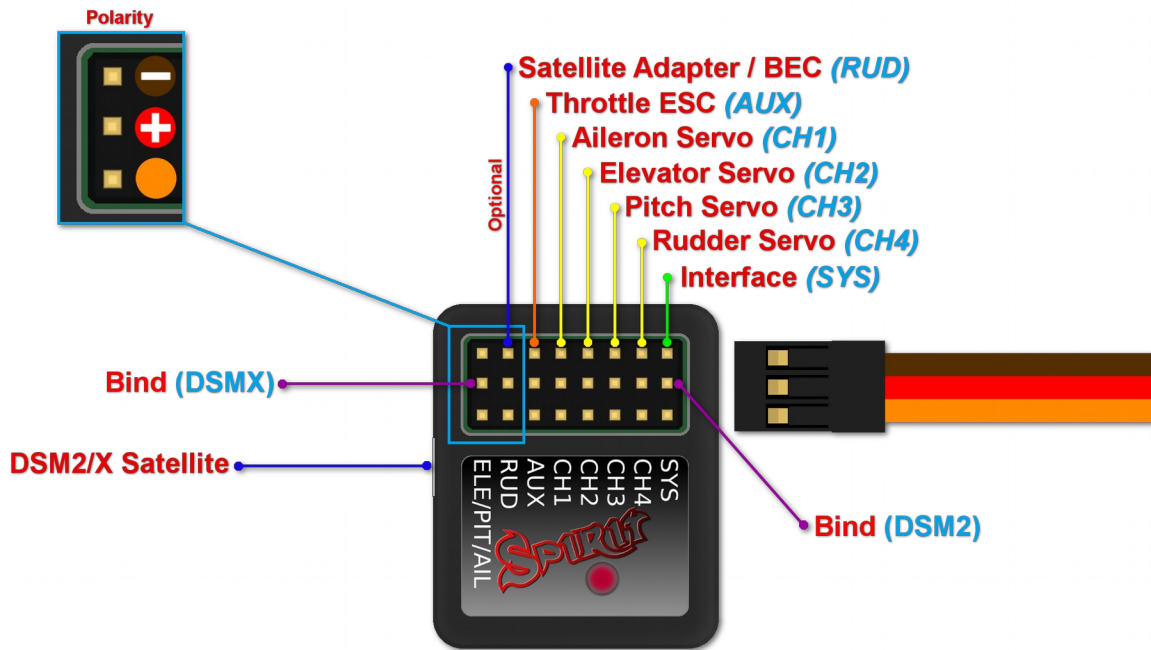 Polarity
Satellite Adapter / BEC (RUD)
Throttle ESC (AUX)
Aileron Servo (CH1)
Elevator Servo (CH2)
Pitch Servo (CH3)
Rudder Servo (CH4)
Interface (SYS)
Optional
Bind (DSMX)
DSM2/X Satellite
Bind (DSM2)
ELE/PIT/AIL
RUD
AUX
CH1
CH2
CH3
CH4
SYS
SPIRIT